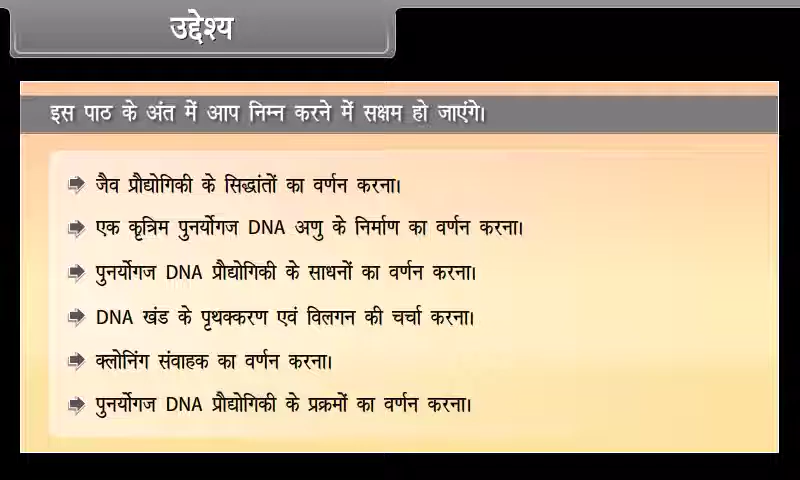 उद्देश्य
इस पाठ के अंत में आप निम्न करने में सक्षम हो जाएंगे।
जैव प्रौद्योगिकी के सिद्धांतों का वर्णन करना।
एक कृत्रिम पुनर्योगज DNA अणु के निर्माण का वर्णन करना।
पुनर्योगज DNA प्रौद्योगिकी के साधनों का वर्णन करना।
DNA खंड के पृथक्करण एवं विलगन की चर्चा करना।
क्लोनिंग संवाहक का वर्णन करना।
पुनर्योगज DNA प्रौद्योगिकी के प्रक्रमों का वर्णन करना।